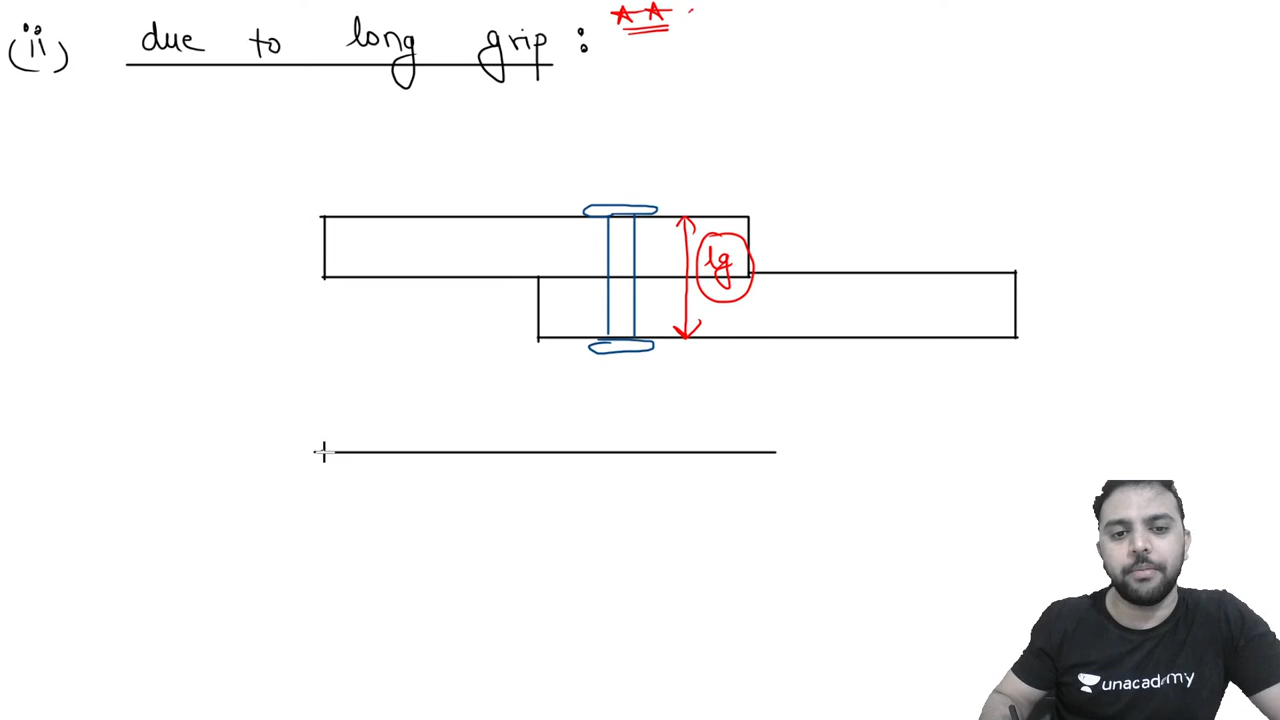 (ii) due to long grip :
lg
unacademy